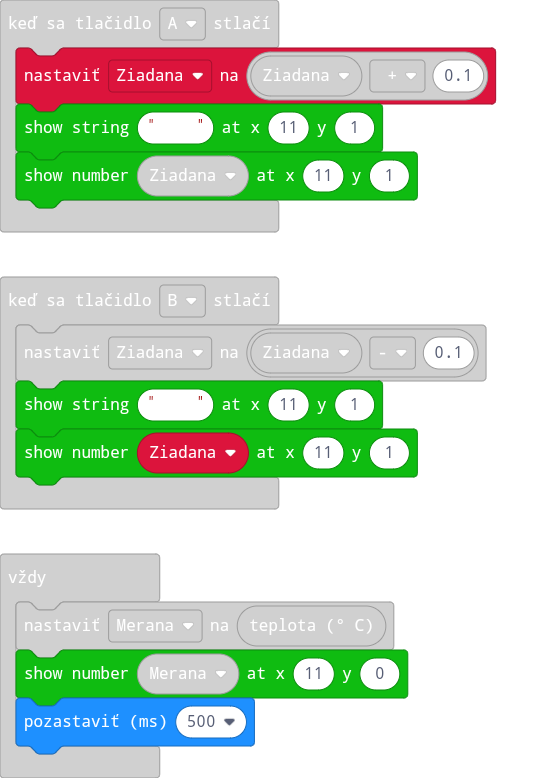 keď sa tlačidlo A stlačí
nastaviť Ziadana na Ziadana + 0.1
show string "    " at x 11 y 1
show number Ziadana at x 11 y 1
keď sa tlačidlo B stlačí
nastaviť Ziadana na Ziadana - 0.1
show string "    " at x 11 y 1
show number Ziadana at x 11 y 1
vždy
nastaviť Merana na teplota (° C)
show number Merana at x 11 y 0
pozastaviť (ms) 500